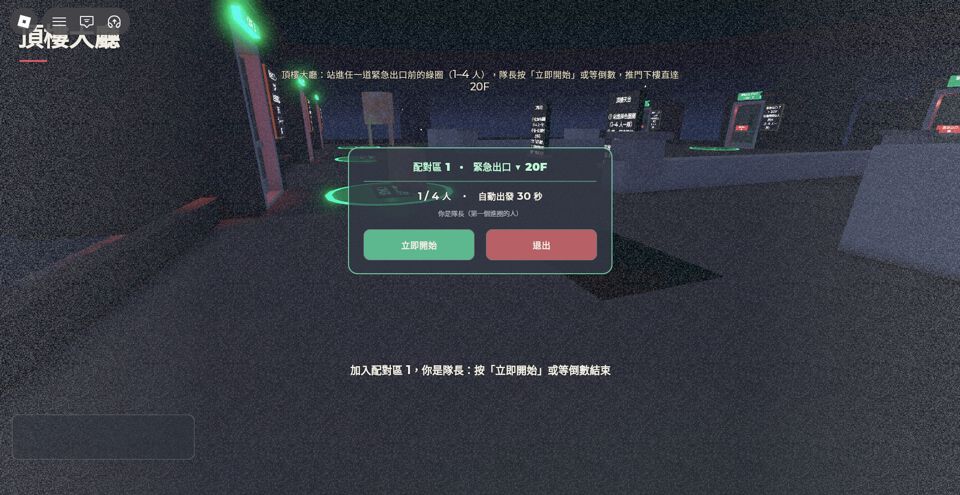 頂樓大廳
頂樓大廳：站進任一道緊急出口前的綠圈（1–4 人），隊長按「立即開始」或等倒數，推門下樓直達
20F
配對區 1 • 緊急出口 ▼ 20F
1 / 4 人 • 自動出發 30 秒
你是隊長（第一個進圈的人）
立即開始
退出
加入配對區 1，你是隊長：按「立即開始」或等倒數結束